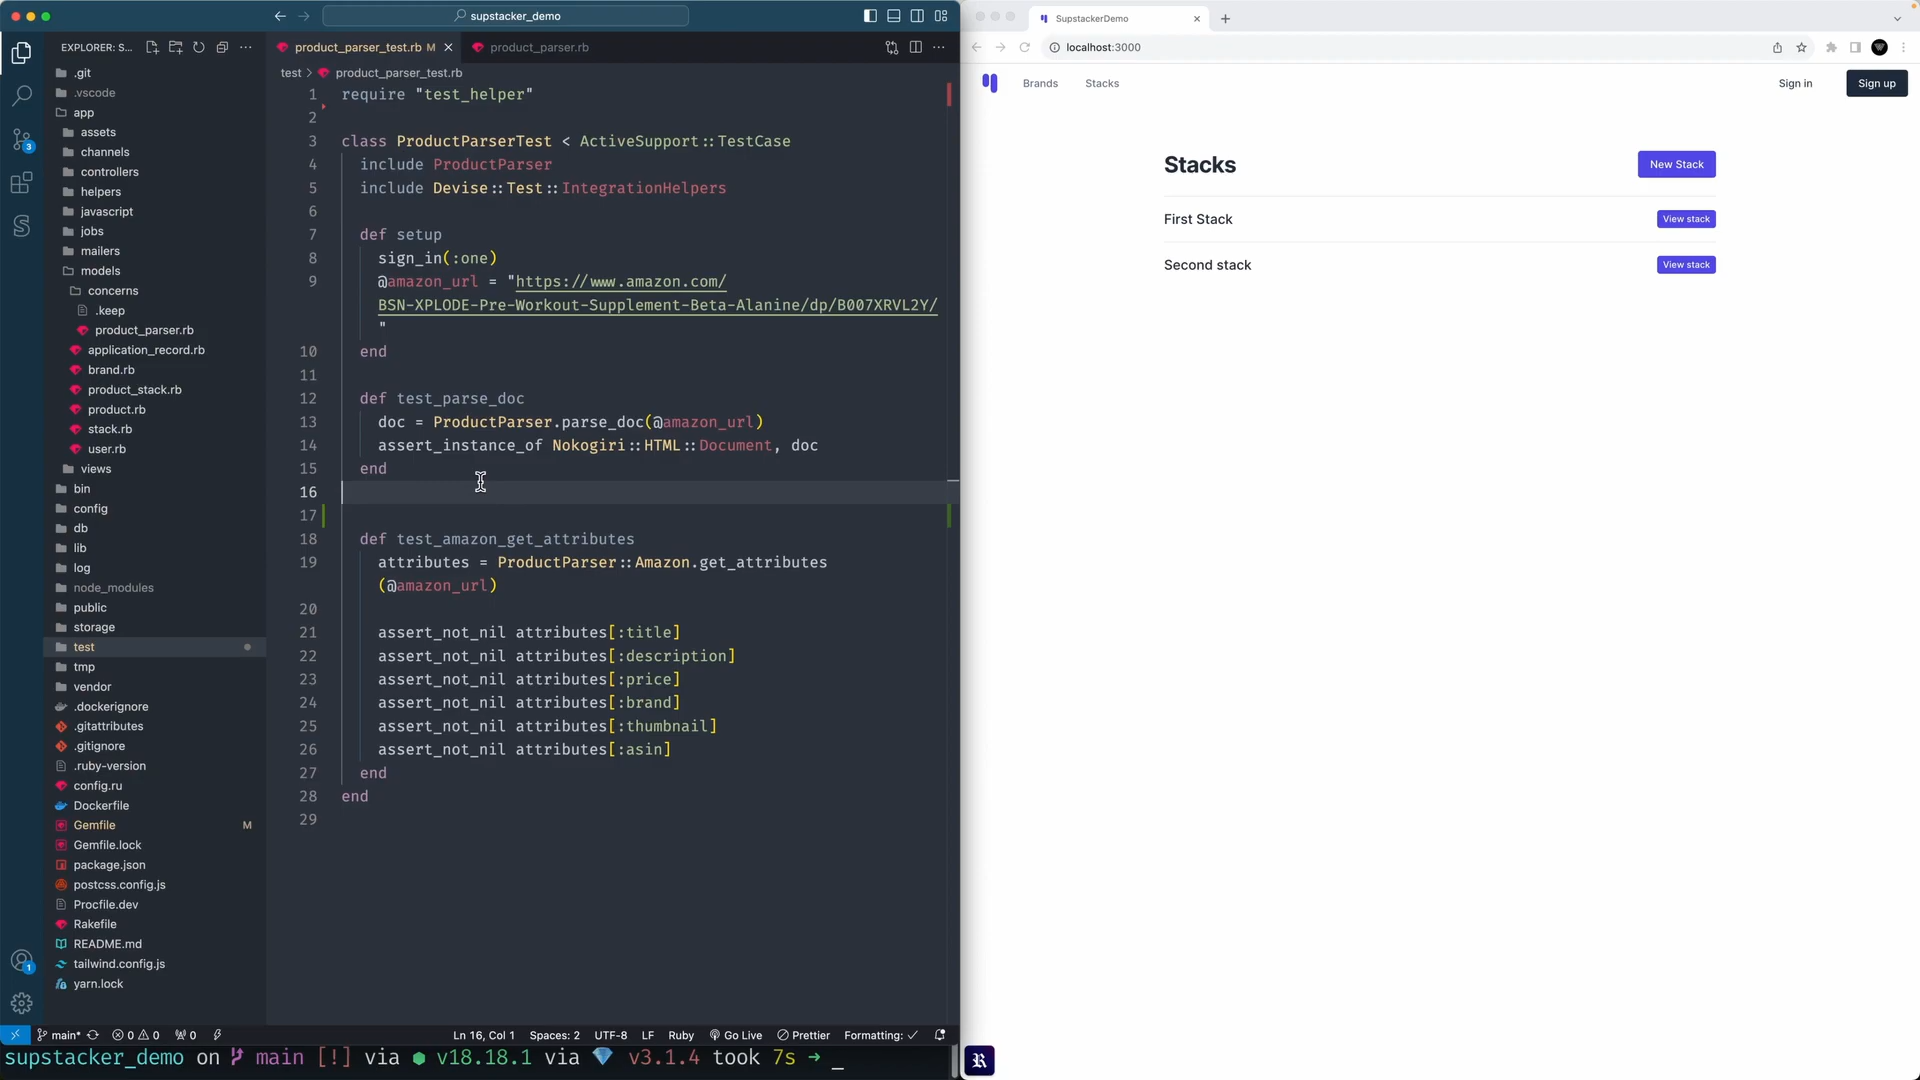 supstacker_demo
EXPLORER: S...
.git
.vscode
app
assets
channels
controllers
helpers
javascript
jobs
mailers
models
concerns
.keep
product_parser.rb
application_record.rb
brand.rb
product_stack.rb
product.rb
stack.rb
user.rb
views
bin
config
db
lib
log
node_modules
public
storage
test
tmp
vendor
.dockerignore
.gitattributes
.gitignore
.ruby-version
config.ru
Dockerfile
Gemfile M
Gemfile.lock
package.json
postcss.config.js
Procfile.dev
Rakefile
README.md
tailwind.config.js
yarn.lock
3
1
product_parser_test.rb M
product_parser.rb
test > product_parser_test.rb
1 require "test_helper"
2
3 class ProductParserTest < ActiveSupport::TestCase
4 include ProductParser
5 include Devise::Test::IntegrationHelpers
6
7 def setup
8 sign_in(:one)
9 @amazon_url = "https://www.amazon.com/
BSN-XPLODE-Pre-Workout-Supplement-Beta-Alanine/dp/B007XRVL2Y/
"
10 end
11
12 def test_parse_doc
13 doc = ProductParser.parse_doc(@amazon_url)
14 assert_instance_of Nokogiri::HTML::Document, doc
15 end
16
17
18 def test_amazon_get_attributes
19 attributes = ProductParser::Amazon.get_attributes
(@amazon_url)
20
21 assert_not_nil attributes[:title]
22 assert_not_nil attributes[:description]
23 assert_not_nil attributes[:price]
24 assert_not_nil attributes[:brand]
25 assert_not_nil attributes[:thumbnail]
26 assert_not_nil attributes[:asin]
27 end
28 end
29
main* 0 0 0 Ln 16, Col 1 Spaces: 2 UTF-8 LF Ruby Go Live Prettier Formatting: ✓
supstacker_demo on main [!] via v18.18.1 via v3.1.4 took 7s → _
SupstackerDemo
localhost:3000
Brands Stacks Sign in Sign up
Stacks New Stack
First Stack View stack
Second stack View stack